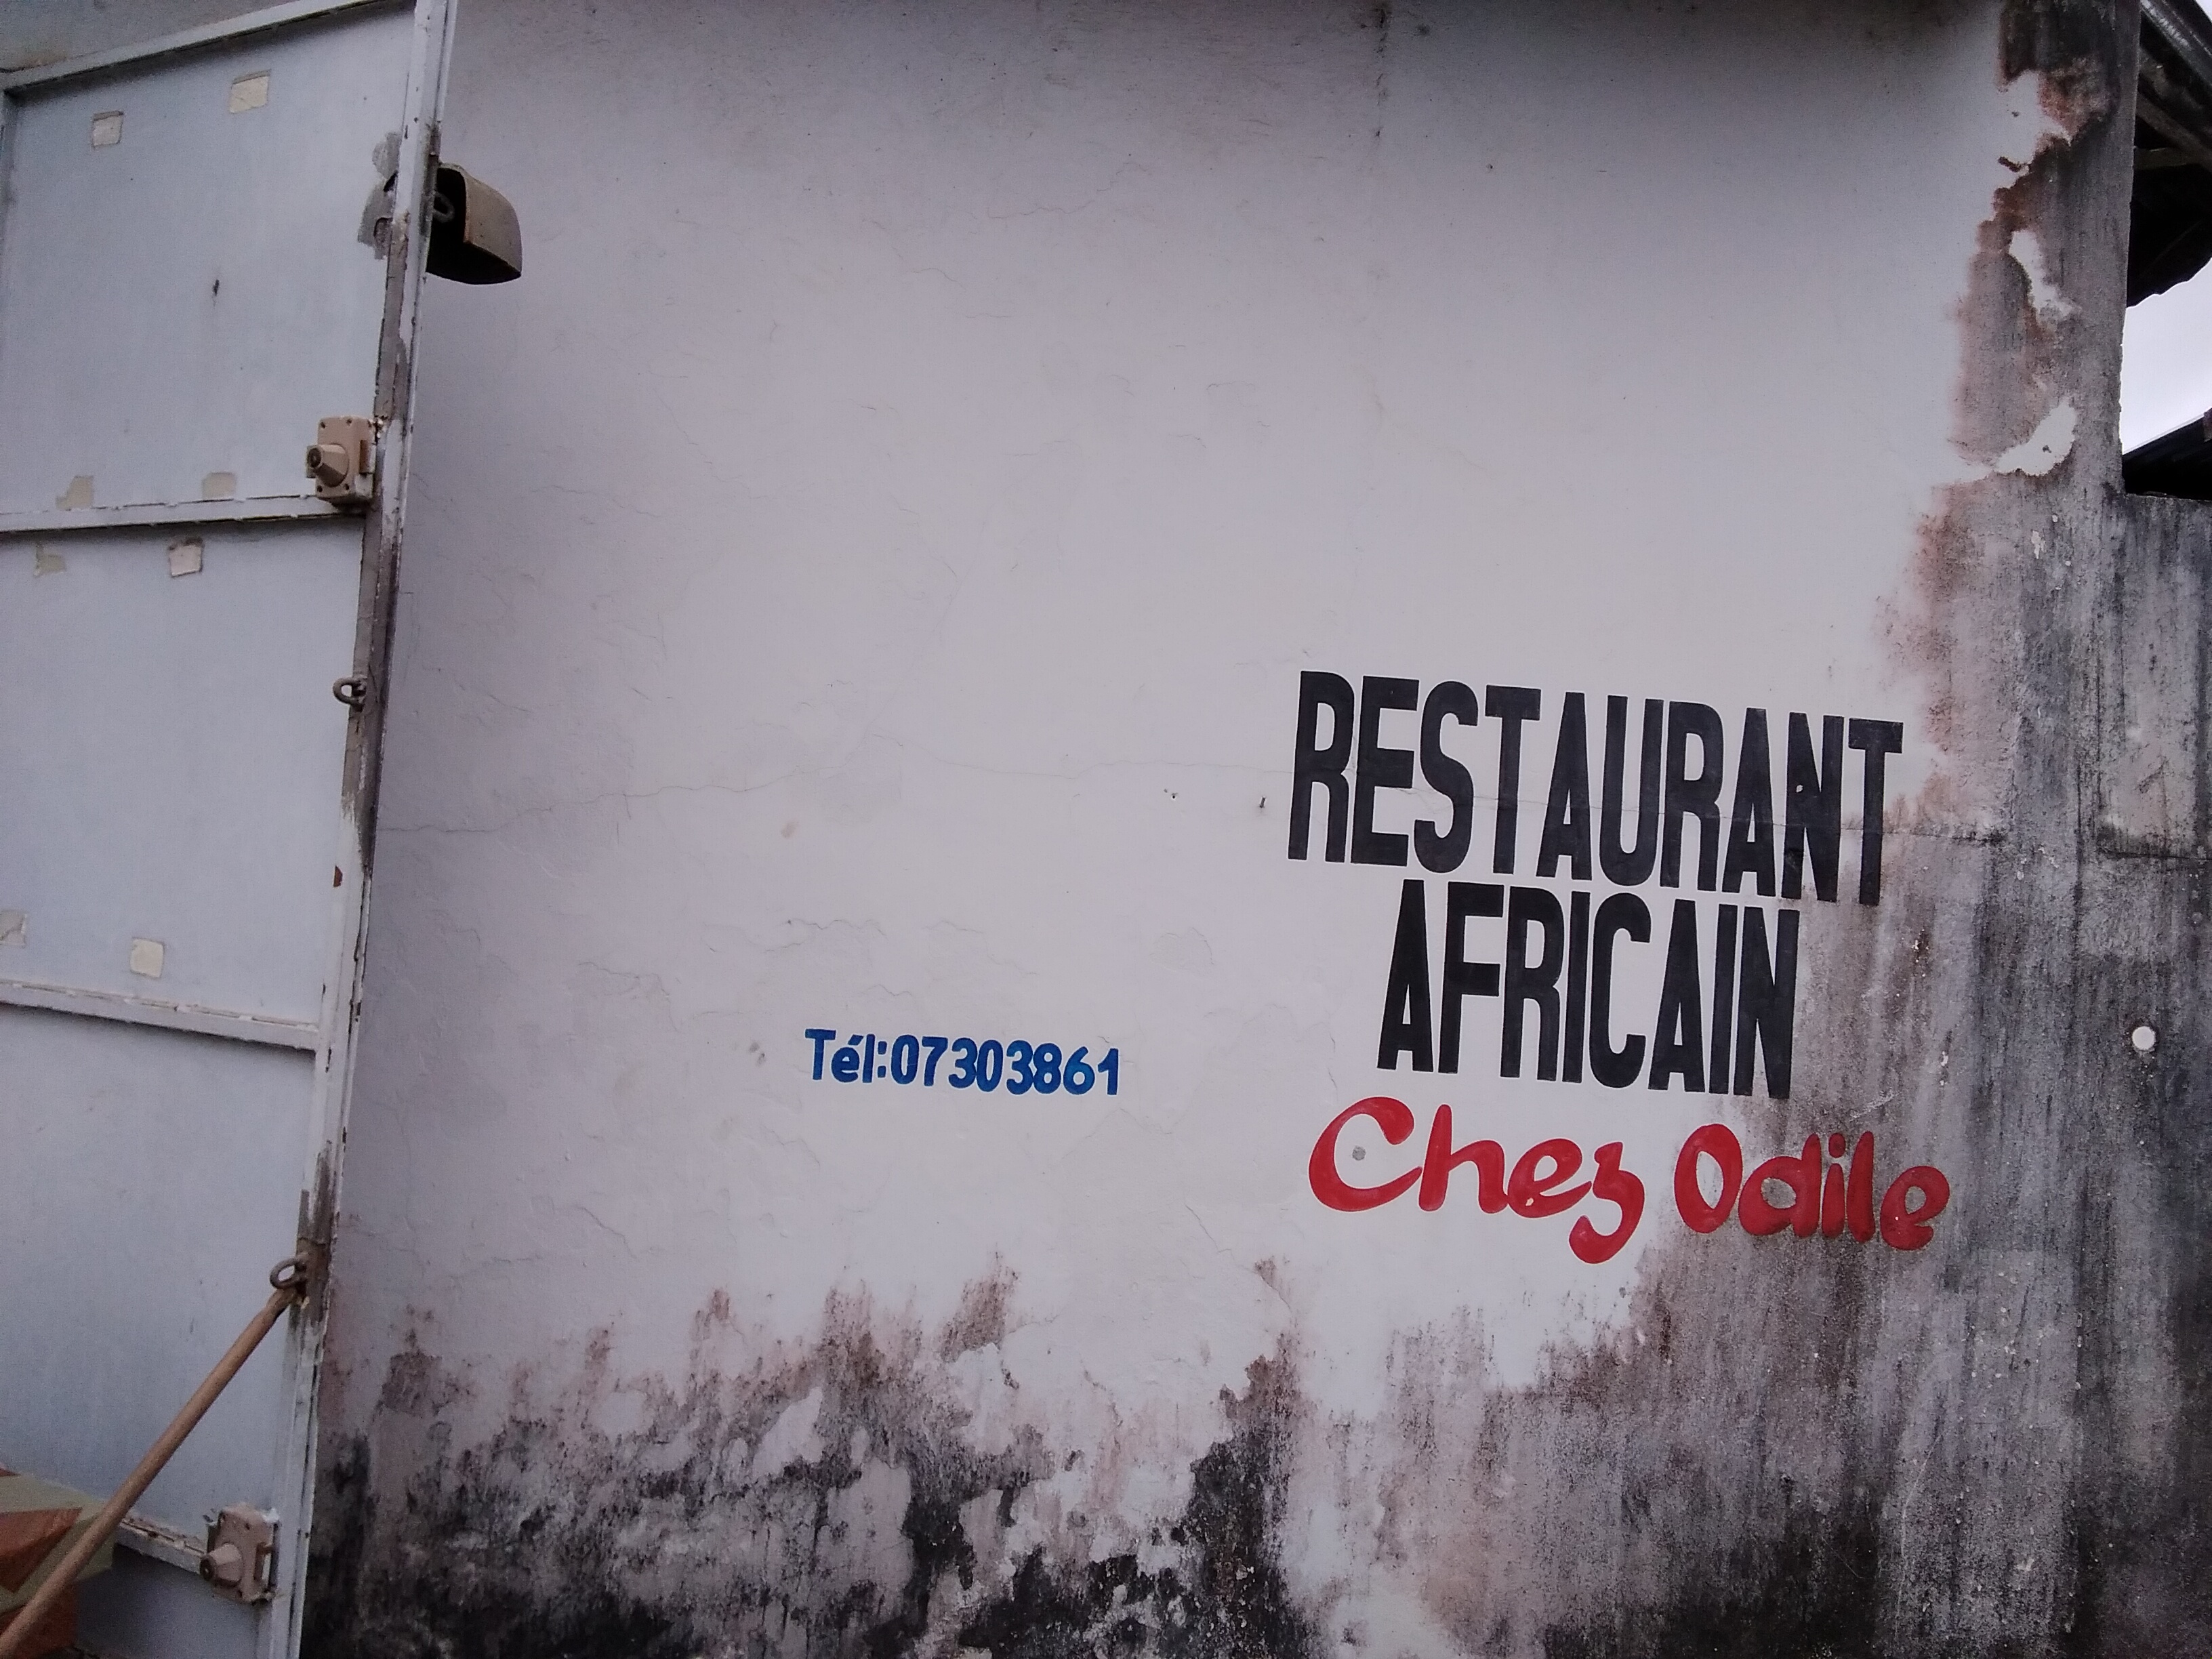 RESTAURANT
AFRICAIN
Chez Odile
Tél:07303861